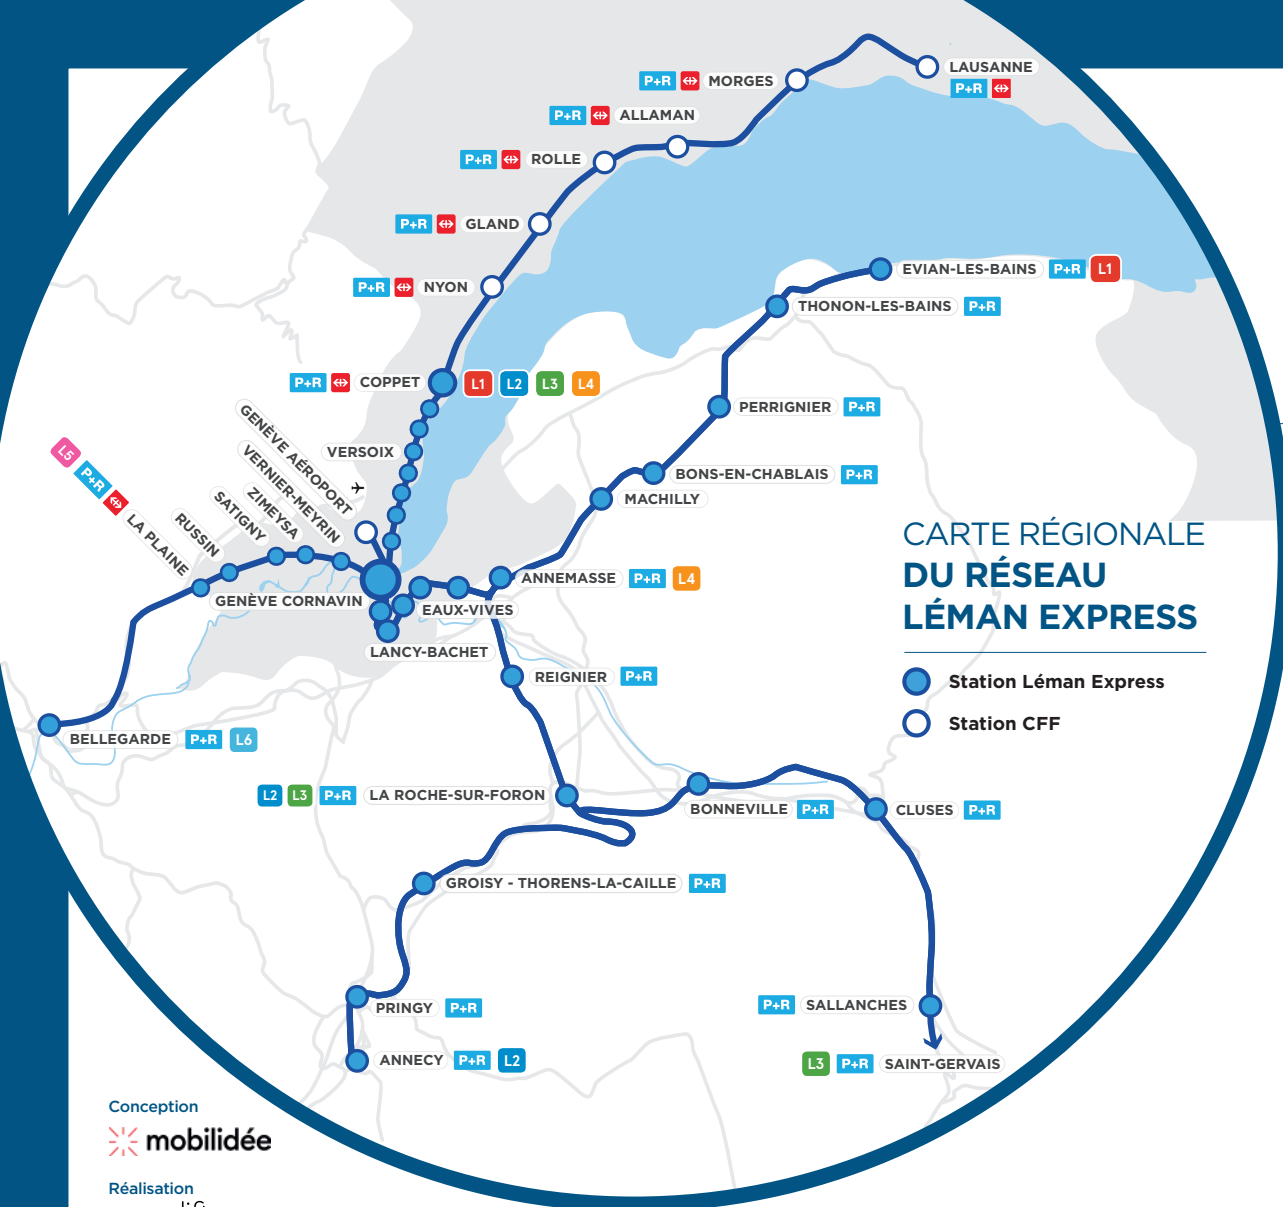 LAUSANNE
P+R
P+R MORGES
P+R ALLAMAN
P+R ROLLE
P+R GLAND
P+R NYON
EVIAN-LES-BAINS P+R L1
THONON-LES-BAINS P+R
P+R COPPET L1 L2 L3 L4
PERRIGNIER P+R
GENÈVE AÉROPORT
VERSOIX
VERNIER-MEYRIN
ZIMEYSA
SATIGNY
RUSSIN
L5 P+R LA PLAINE
BONS-EN-CHABLAIS P+R
MACHILLY
CARTE RÉGIONALE
DU RÉSEAU
LÉMAN EXPRESS
ANNEMASSE P+R L4
GENÈVE CORNAVIN
EAUX-VIVES
LANCY-BACHET
REIGNIER P+R
Station Léman Express
Station CFF
BELLEGARDE P+R L6
L2 L3 P+R LA ROCHE-SUR-FORON
BONNEVILLE P+R
CLUSES P+R
GROISY - THORENS-LA-CAILLE P+R
PRINGY P+R
P+R SALLANCHES
ANNECY P+R L2
L3 P+R SAINT-GERVAIS
Conception
mobilidée
Réalisation